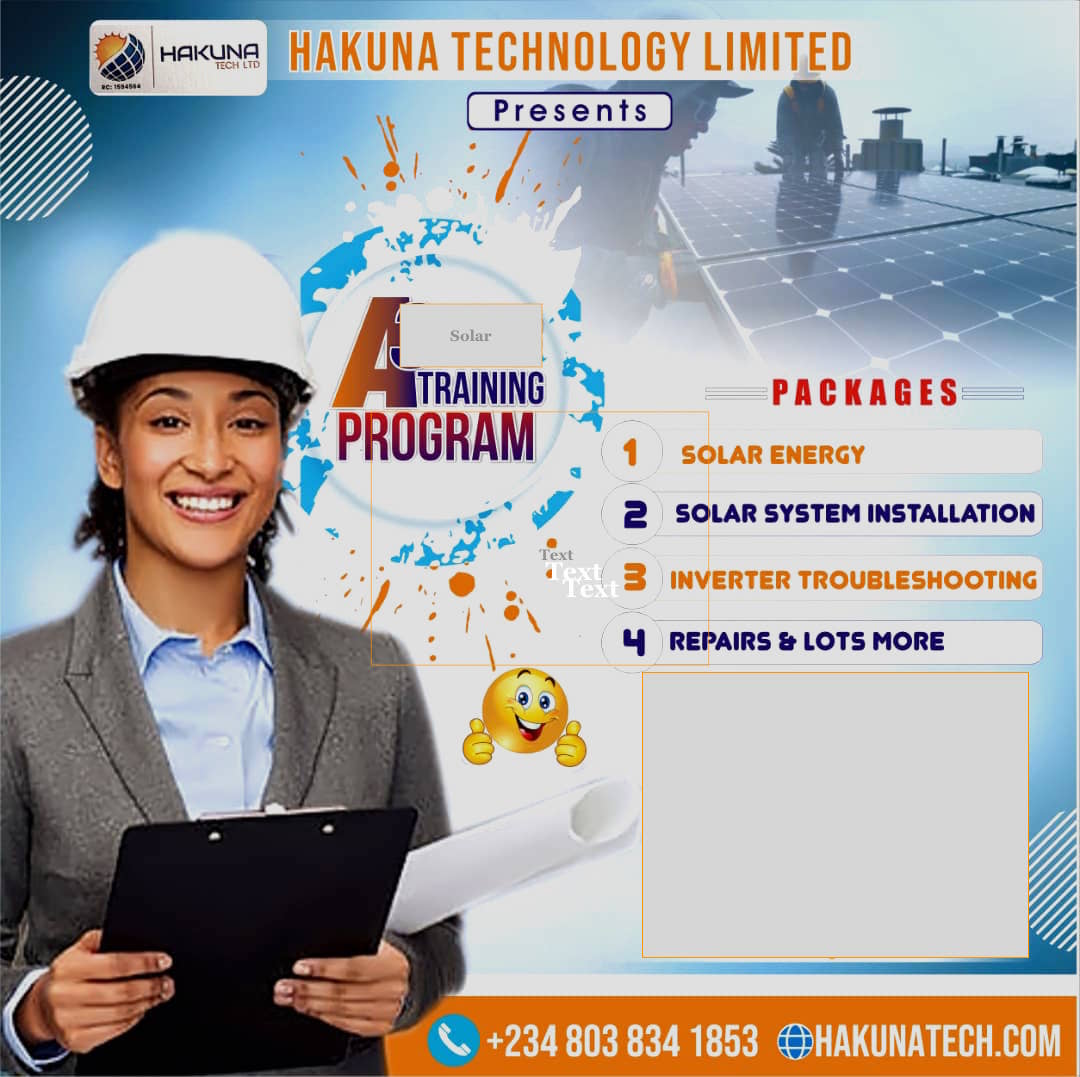 HAKUNA
TECH LTD
RC: 1594594
HAKUNA TECHNOLOGY LIMITED
Presents
A
Solar
TRAINING
PROGRAM
PACKAGES
1 SOLAR ENERGY
2 SOLAR SYSTEM INSTALLATION
Text
Text
Text
3 INVERTER TROUBLESHOOTING
4 REPAIRS & LOTS MORE
+234 803 834 1853
HAKUNATECH.COM